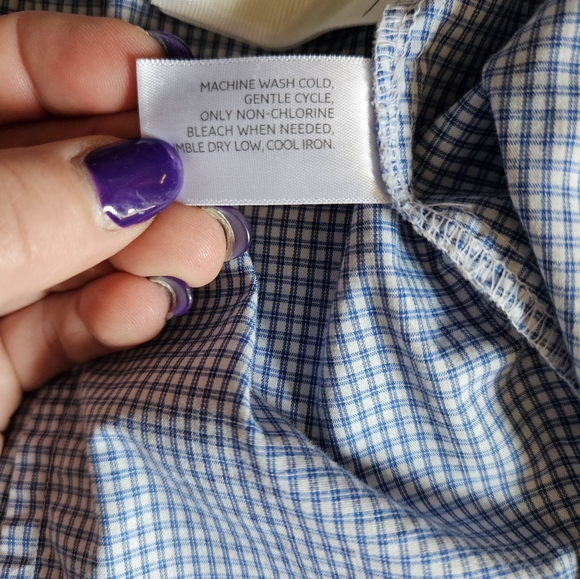 MACHINE WASH COLD,
GENTLE CYCLE,
ONLY NON-CHLORINE
BLEACH WHEN NEEDED,
MBLE DRY LOW, COOL IRON.